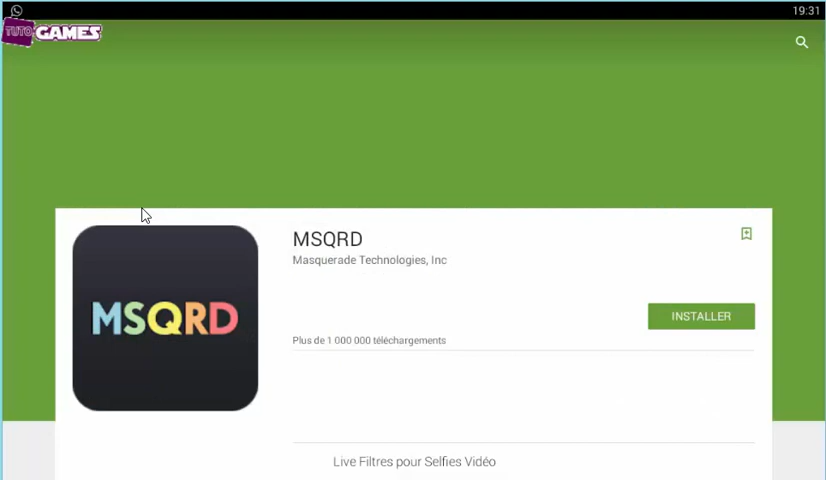 19:31
TUTO GAMES
MSQRD
MSQRD
Masquerade Technologies, Inc
INSTALLER
Plus de 1 000 000 téléchargements
Live Filtres pour Selfies Vidéo